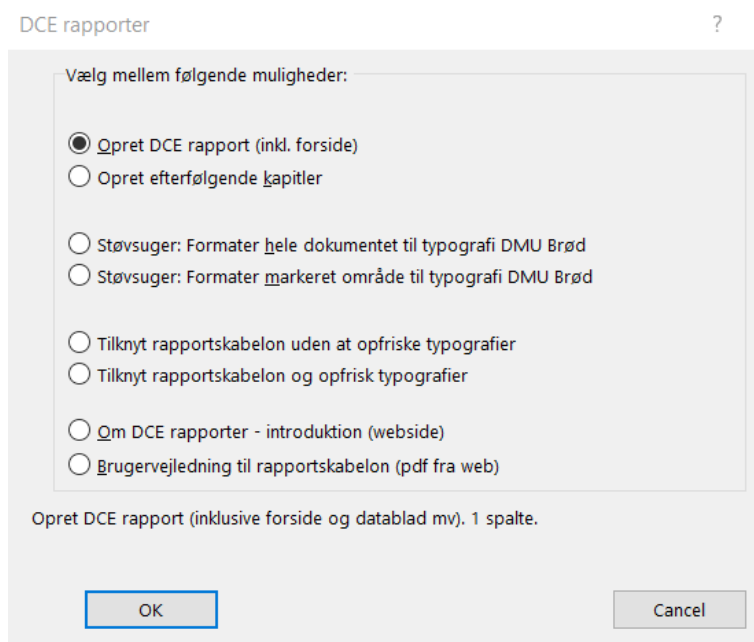 DCE rapporter ?
Vælg mellem følgende muligheder:
Opret DCE rapport (inkl. forside)
Opret efterfølgende kapitler
Støvsuger: Formater hele dokumentet til typografi DMU Brød
Støvsuger: Formater markeret område til typografi DMU Brød
Tilknyt rapportskabelon uden at opfriske typografier
Tilknyt rapportskabelon og opfrisk typografier
Om DCE rapporter - introduktion (webside)
Brugervejledning til rapportskabelon (pdf fra web)
Opret DCE rapport (inklusive forside og datablad mv). 1 spalte.
OK Cancel